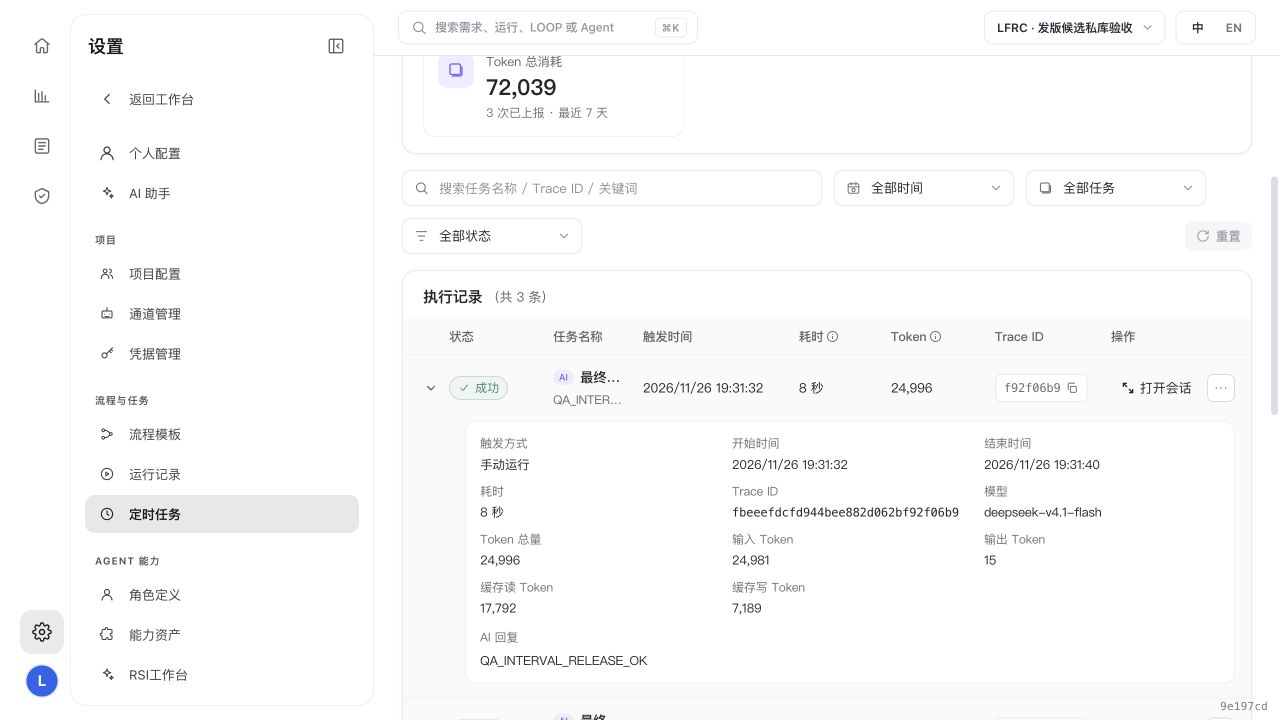 设置
返回工作台
个人配置
AI 助手
项目
项目配置
通道管理
凭据管理
流程与任务
流程模板
运行记录
定时任务
AGENT 能力
角色定义
能力资产
RSI工作台
L
搜索需求、运行、LOOP 或 Agent ⌘K
LFRC · 发版候选私库验收
中 EN
Token 总消耗
72,039
3 次已上报 · 最近 7 天
搜索任务名称 / Trace ID / 关键词
全部时间
全部任务
全部状态
重置
执行记录 (共 3 条)
状态 任务名称 触发时间 耗时 Token Trace ID 操作
成功 AI 最终... 2026/11/26 19:31:32 8 秒 24,996 f92f06b9 打开会话 ...
QA_INTER...
触发方式 开始时间 结束时间
手动运行 2026/11/26 19:31:32 2026/11/26 19:31:40
耗时 Trace ID 模型
8 秒 fbeeefdcfd944bee882d062bf92f06b9 deepseek-v4.1-flash
Token 总量 输入 Token 输出 Token
24,996 24,981 15
缓存读 Token 缓存写 Token
17,792 7,189
AI 回复
QA_INTERVAL_RELEASE_OK
AI 最终...
9e197cd